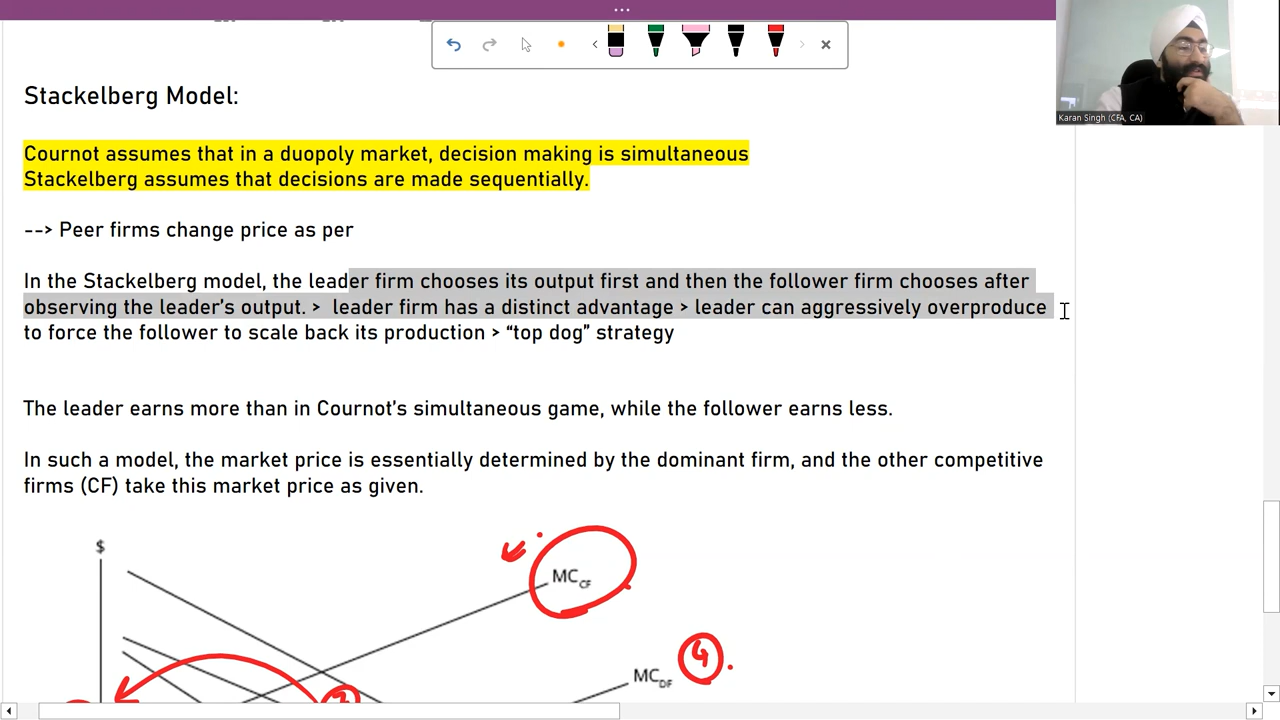 Stackelberg Model:
Cournot assumes that in a duopoly market, decision making is simultaneous
Stackelberg assumes that decisions are made sequentially.
--> Peer firms change price as per
In the Stackelberg model, the leader firm chooses its output first and then the follower firm chooses after
observing the leader's output. > leader firm has a distinct advantage > leader can aggressively overproduce
to force the follower to scale back its production > “top dog” strategy
The leader earns more than in Cournot's simultaneous game, while the follower earns less.
In such a model, the market price is essentially determined by the dominant firm, and the other competitive
firms (CF) take this market price as given.
$
MCCF
MCDF
4
Karan Singh (CFA, CA)